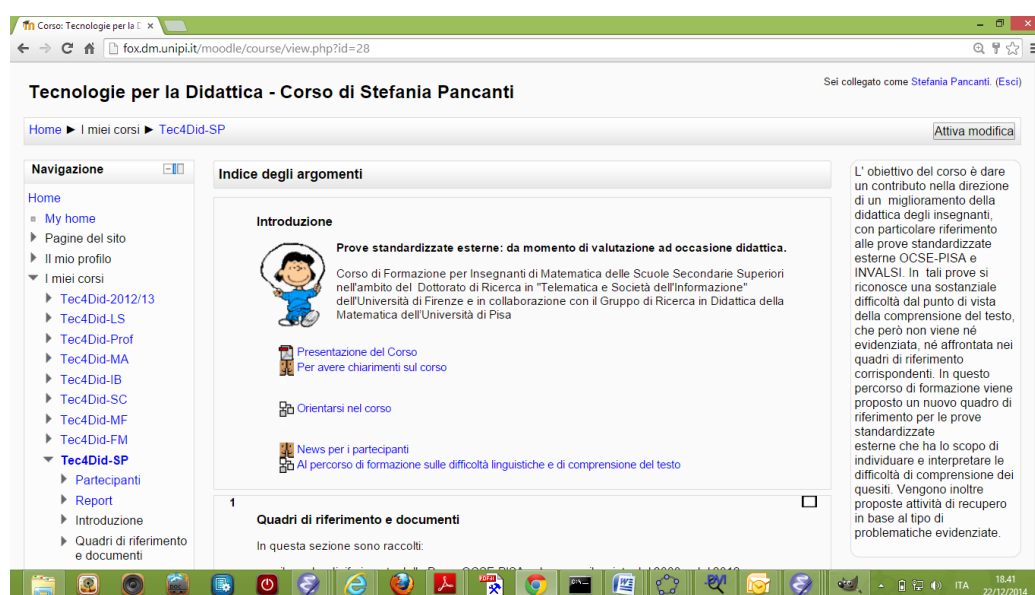 Corso: Tecnologie per la D
fox.dm.unipi.it/moodle/course/view.php?id=28
Sei collegato come Stefania Pancanti. (Esci)
Tecnologie per la Didattica - Corso di Stefania Pancanti
Home ► I miei corsi ► Tec4Did-SP
Attiva modifica
Navigazione
Home
My home
Pagine del sito
Il mio profilo
I miei corsi
Tec4Did-2012/13
Tec4Did-LS
Tec4Did-Prof
Tec4Did-MA
Tec4Did-IB
Tec4Did-SC
Tec4Did-MF
Tec4Did-FM
Tec4Did-SP
Partecipanti
Report
Introduzione
Quadri di riferimento
e documenti
Indice degli argomenti
Introduzione
Prove standardizzate esterne: da momento di valutazione ad occasione didattica.
Corso di Formazione per Insegnanti di Matematica delle Scuole Secondarie Superiori
nell'ambito del Dottorato di Ricerca in "Telematica e Società dell'Informazione"
dell'Università di Firenze e in collaborazione con il Gruppo di Ricerca in Didattica della
Matematica dell'Università di Pisa
Presentazione del Corso
Per avere chiarimenti sul corso
Orientarsi nel corso
News per i partecipanti
Al percorso di formazione sulle difficoltà linguistiche e di comprensione del testo
1
Quadri di riferimento e documenti
In questa sezione sono raccolti:
L' obiettivo del corso è dare
un contributo nella direzione
di un miglioramento della
didattica degli insegnanti,
con particolare riferimento
alle prove standardizzate
esterne OCSE-PISA e
INVALSI. In tali prove si
riconosce una sostanziale
difficoltà dal punto di vista
della comprensione del testo,
che però non viene né
evidenziata, né affrontata nei
quadri di riferimento
corrispondenti. In questo
percorso di formazione viene
proposto un nuovo quadro di
riferimento per le prove
standardizzate
esterne che ha lo scopo di
individuare e interpretare le
difficoltà di comprensione dei
quesiti. Vengono inoltre
proposte attività di recupero
in base al tipo di
problematiche evidenziate.
ITA
18.41
22/12/2014